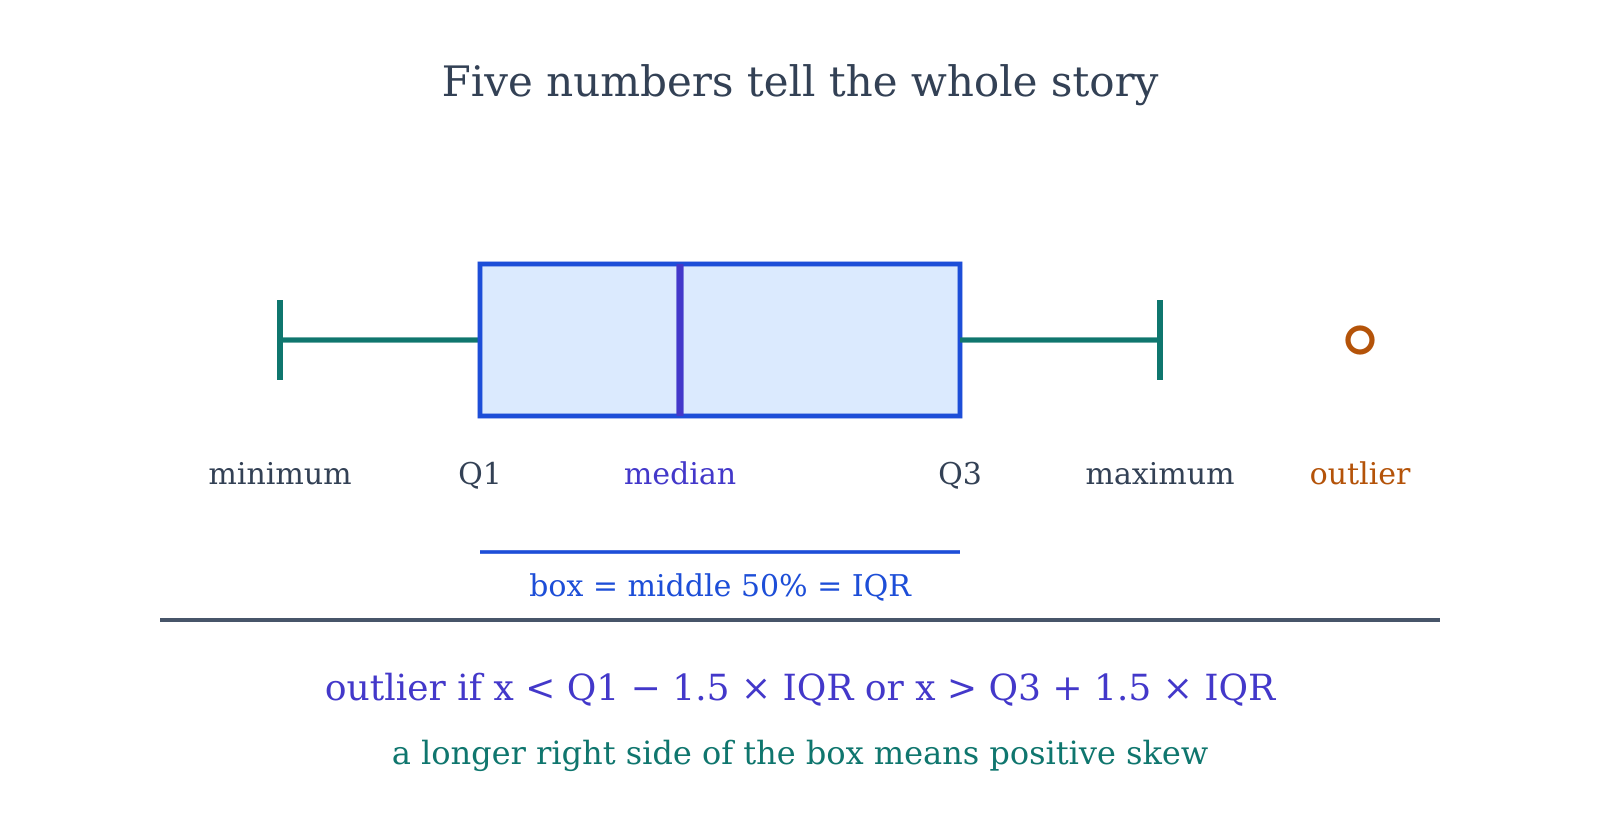 Five numbers tell the whole story
minimum Q1 median Q3 maximum outlier
box = middle 50% = IQR
outlier if x < Q1 − 1.5 × IQR or x > Q3 + 1.5 × IQR
a longer right side of the box means positive skew